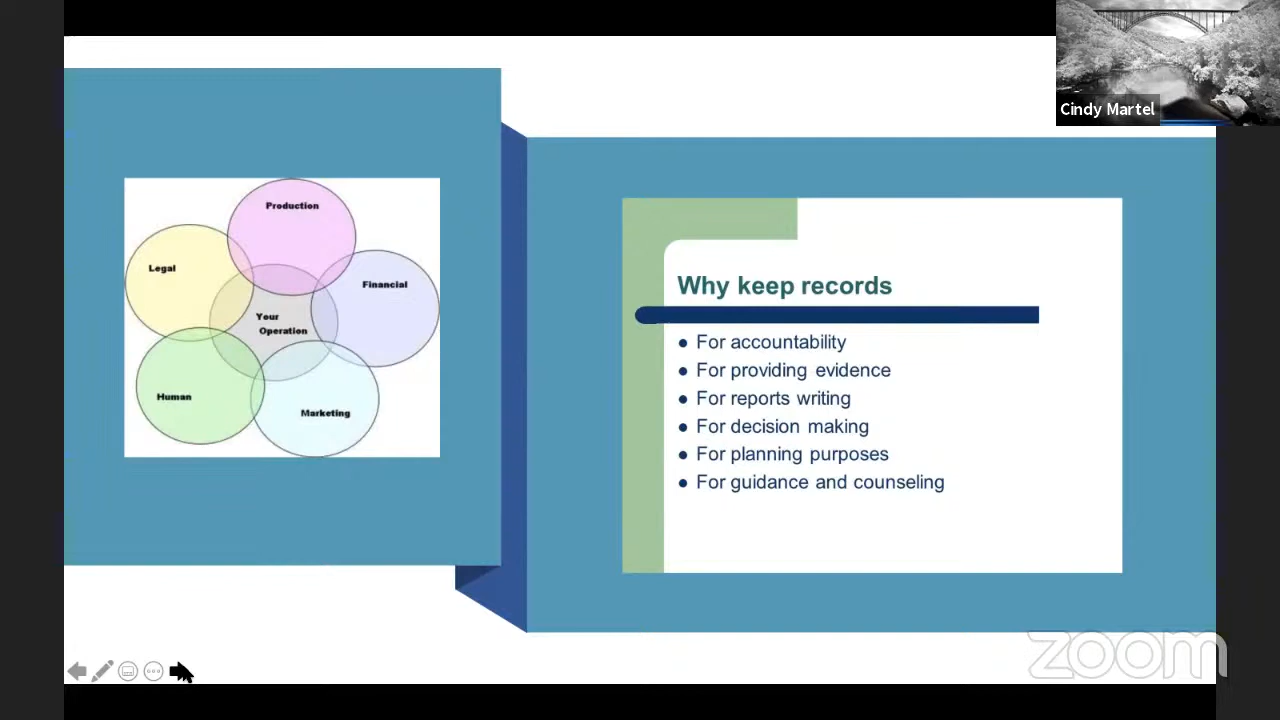 Cindy Martel
Production
Legal
Financial
Your
Operation
Human
Marketing
Why keep records
● For accountability
● For providing evidence
● For reports writing
● For decision making
● For planning purposes
● For guidance and counseling
zoom